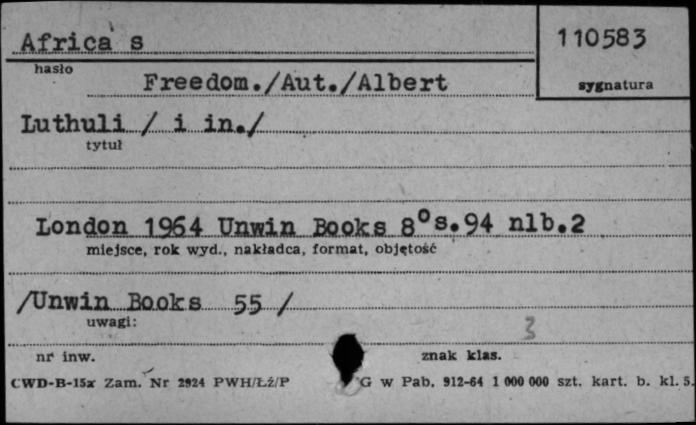 Africa s
110583
hasło
Freedom./Aut./Albert
sygnatura
Luthuli / i in./
tytuł
London 1964 Unwin Books 8° s.94 nlb.2
miejsce, rok wyd., nakładca, format, objętość
/Unwin Books 55 /
uwagi:
3
nr inw.
znak klas.
CWD-B-15x Zam. Nr 2924 PWH/Łź/P G w Pab. 912-64 1 000 000 szt. kart. b. kl. 5.